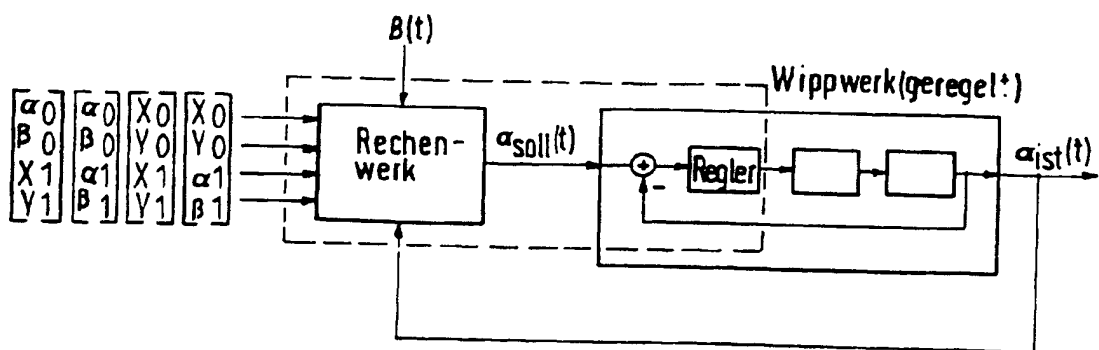 β(t)
Wippwerk (geregelt)
α0 α0 X0 X0
β0 β0 Y0 Y0
X1 α1 X1 α1
Y1 β1 Y1 β1
Rechen-
werk
αsoll(t)
+
-
Regler
αist(t)